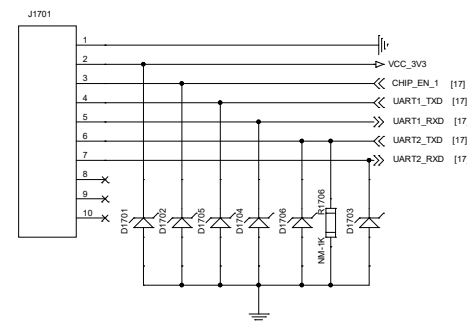 J1701
1
2 VCC_3V3
3 CHIP_EN_1 [17]
4 UART1_TXD [17]
5 UART1_RXD [17
6 UART2_TXD [17]
7 UART2_RXD [17
8
9
10
D1701
D1702
D1705
D1704
D1706
R1706
NM-1K
D1703